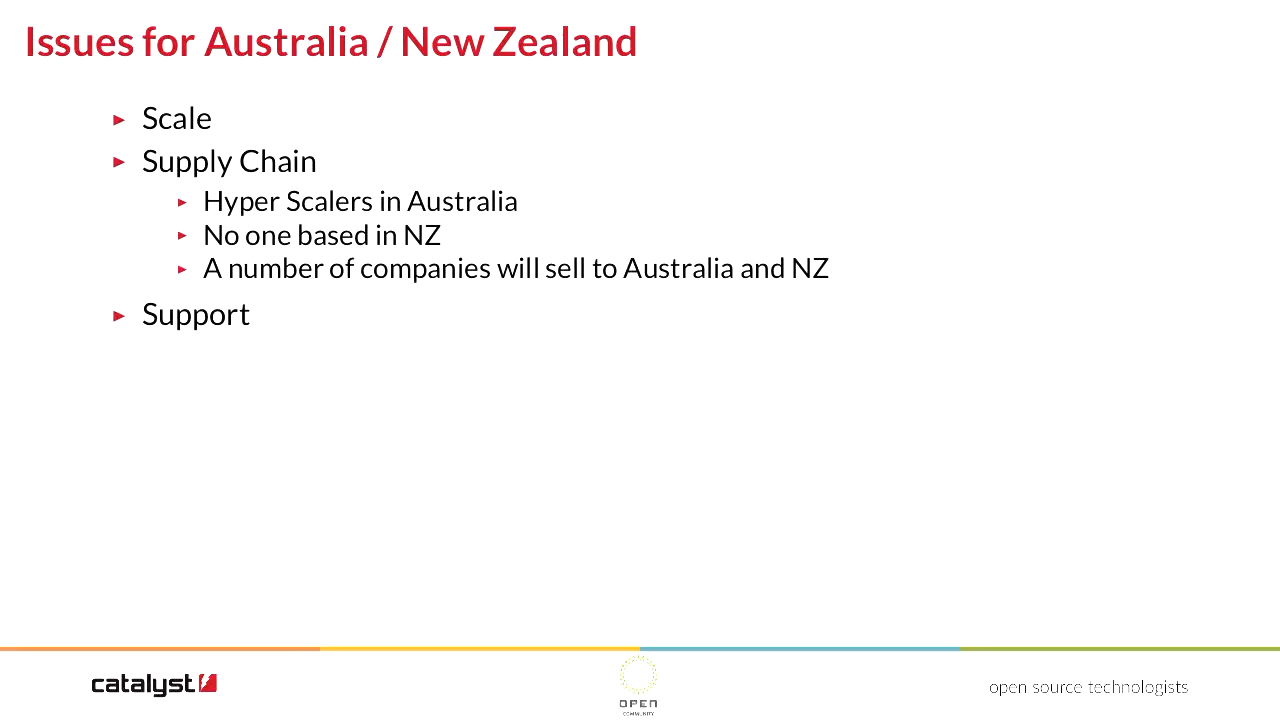 Issues for Australia / New Zealand
Scale
Supply Chain
Hyper Scalers in Australia
No one based in NZ
A number of companies will sell to Australia and NZ
Support
catalyst
OPEN
COMMUNITY
open source technologists